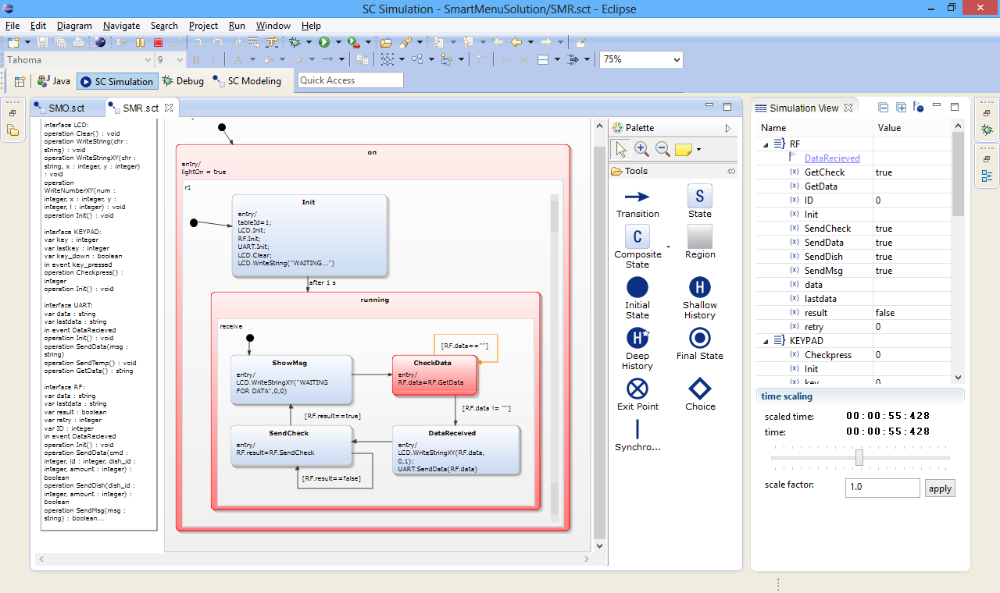 SC Simulation - SmartMenuSolution/SMR.sct - Eclipse
File Edit Diagram Navigate Search Project Run Window Help
Tahoma 9 B I A 75%
Java SC Simulation Debug SC Modeling Quick Access
SMO.sct SMR.sct
interface LCD:
operation Clear() : void
operation WriteString(chr :
string) : void
operation WriteStringXY(chr :
string, x : integer, y : integer)
: void
operation
WriteNumberXY(num :
integer, x : integer, y :
integer, l : integer) : void
operation Init() : void
interface KEYPAD:
var key : integer
var lastkey : integer
var key_down : boolean
in event key_pressed
operation Checkpress() :
integer
operation Init() : void
interface UART:
var data : string
var lastdata : string
in event DataRecieved
operation Init() : void
operation SendData(msg :
string)
operation SendTemp() : void
operation GetData() : string
interface RF:
var data : string
var lastdata : string
var result : boolean
var retry : integer
var ID : integer
in event DataRecieved
operation Init() : void
operation SendData(cmd :
integer, id : integer, dish_id :
integer, amount : integer) :
boolean
operation SendDish(dish_id :
integer, amount : integer) :
boolean
operation SendMsg(msg :
string) : boolean...
on
entry/
lightOn = true
r1
Init
entry/
tableId=1;
LCD.Init;
RF.Init;
UART.Init;
LCD.Clear;
LCD.WriteString("WAITING...")
after 1 s
running
receive
[RF.data==""]
ShowMsg
entry/
LCD.WriteStringXY("WAITING
FOR DATA",0,0)
CheckData
entry/
RF.data=RF.GetData
[RF.data != ""]
[RF.result==true]
SendCheck
entry/
RF.result=RF.SendCheck
DataReceived
entry/
LCD.WriteStringXY(RF.data,
0,1);
UART.SendData(RF.data)
[RF.result==false]
Palette
Tools
Transition
S
State
C
Composite
State
Region
Initial
State
H
Shallow
History
H
Deep
History
Final State
Exit Point
Choice
Synchro...
Simulation View
Name Value
RF
DataRecieved
GetCheck true
GetData
ID 0
Init
SendCheck true
SendData true
SendDish true
SendMsg true
data
lastdata
result false
retry 0
KEYPAD
Checkpress 0
Init
key 0
time scaling
scaled time: 00:00:55:428
time: 00:00:55:428
scale factor: 1.0 apply